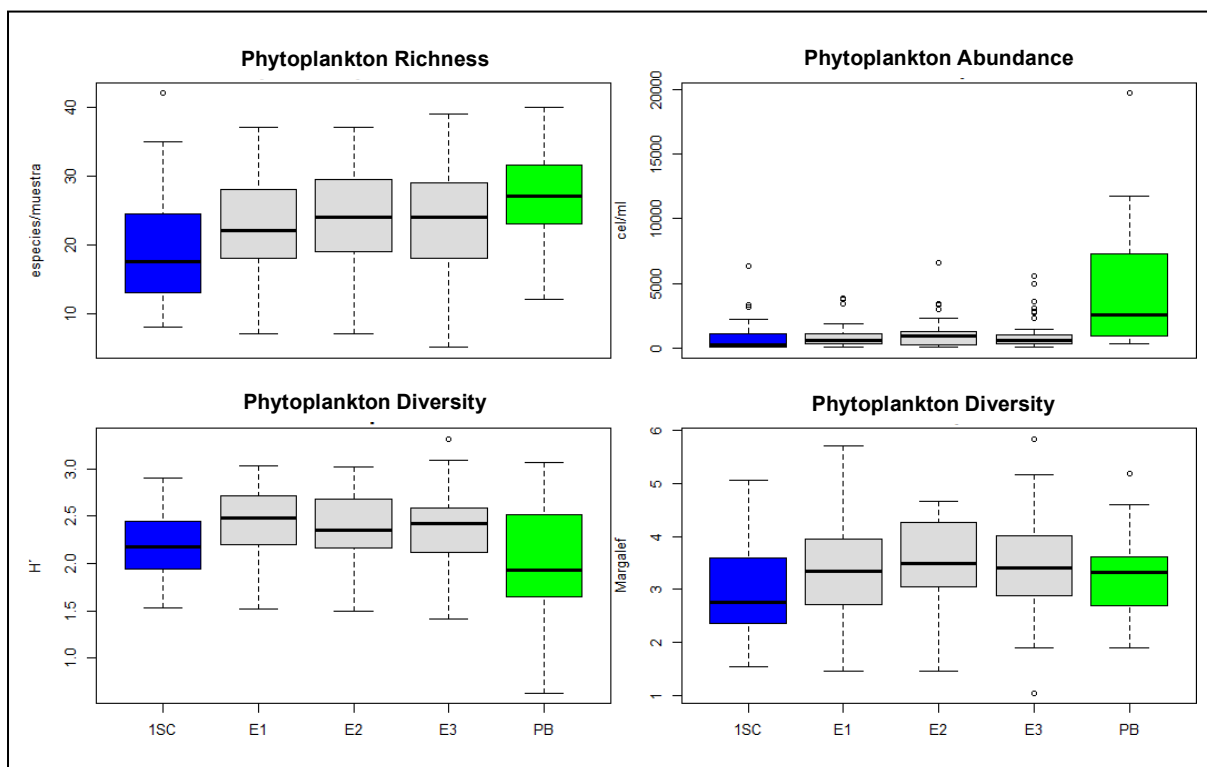 Phytoplankton Richness
especies/muestra
40
30
20
10
Phytoplankton Abundance
cel/ml
20000
15000
10000
5000
0
Phytoplankton Diversity
H´
3.0
2.5
2.0
1.5
1.0
1SC E1 E2 E3 PB
Phytoplankton Diversity
Margalef
6
5
4
3
2
1
1SC E1 E2 E3 PB